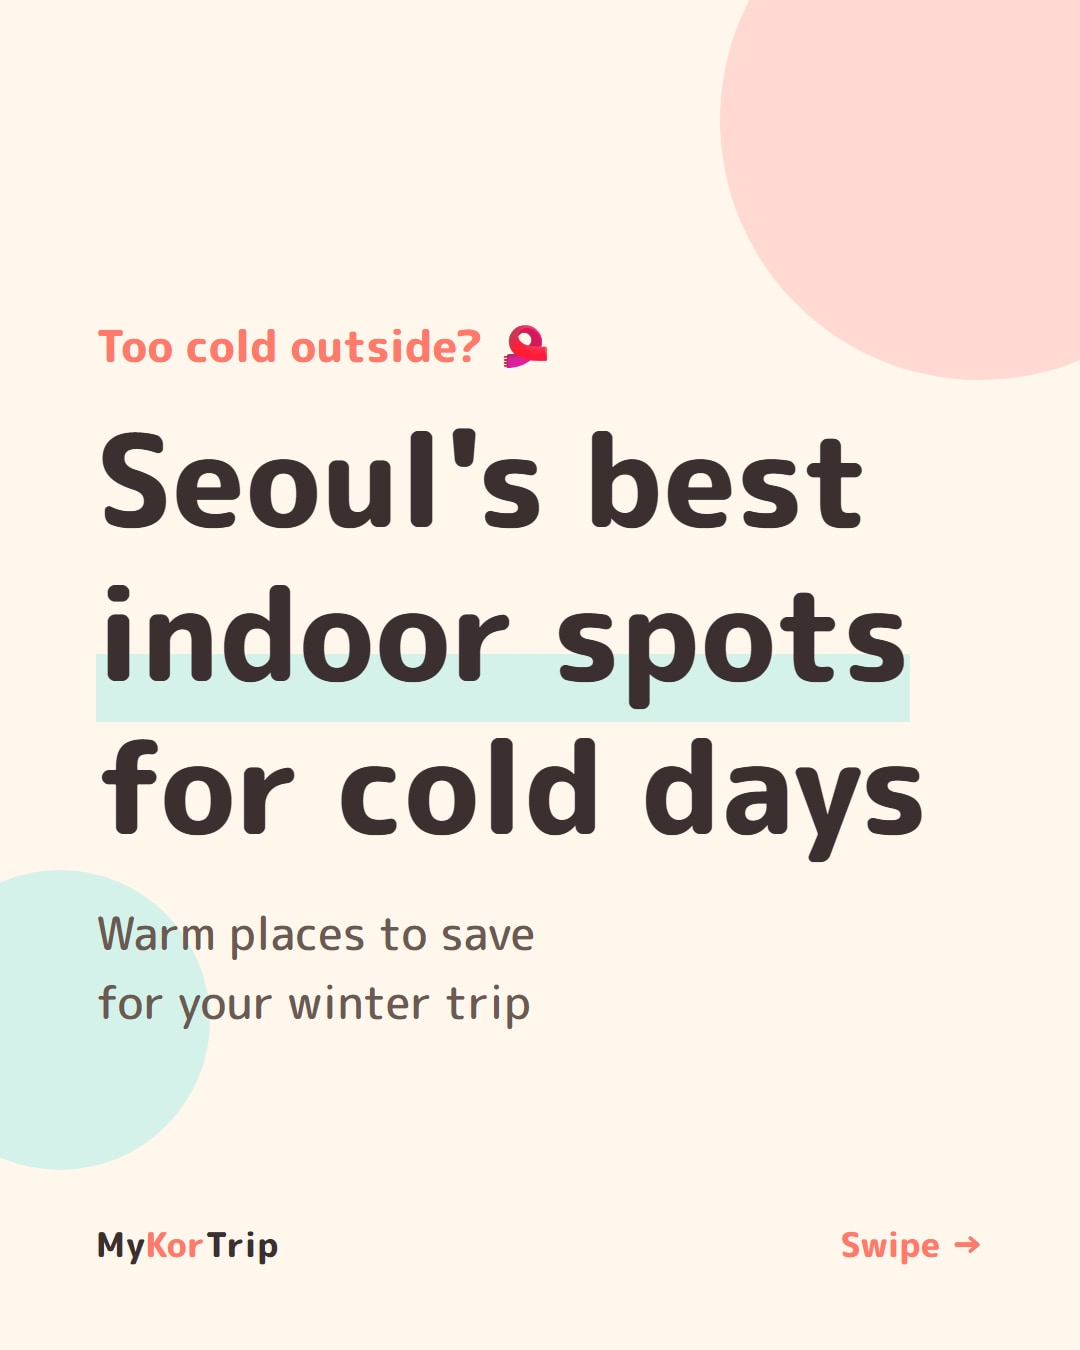 Too cold outside? 🧣
Seoul's best
indoor spots
for cold days
Warm places to save
for your winter trip
MyKorTrip
Swipe →